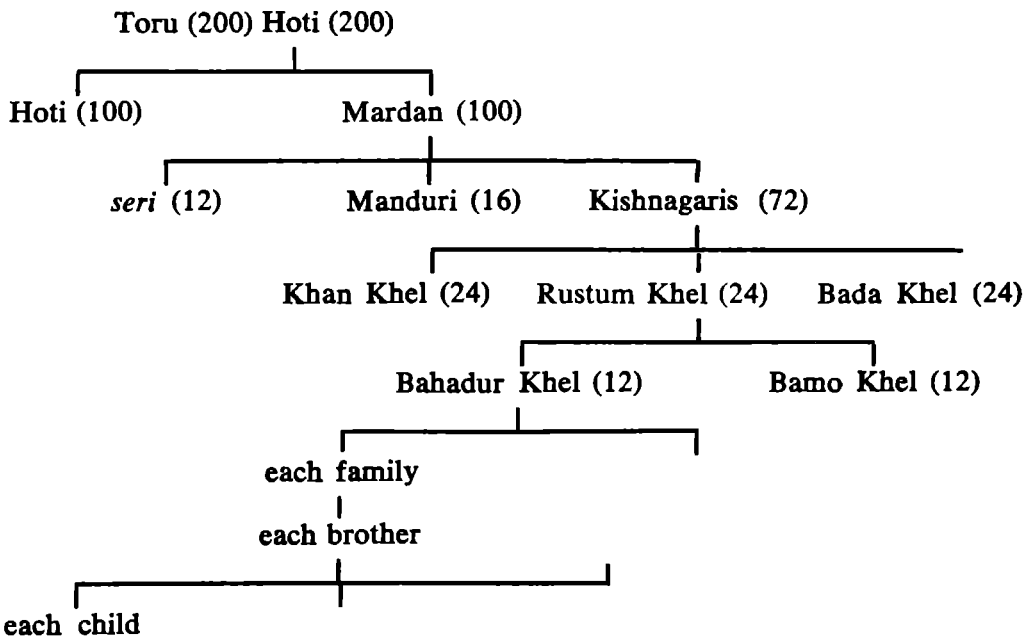 Toru (200) Hoti (200)
Hoti (100) Mardan (100)
seri (12) Manduri (16) Kishnagaris (72)
Khan Khel (24) Rustum Khel (24) Bada Khel (24)
Bahadur Khel (12) Bamo Khel (12)
each family
each brother
each child